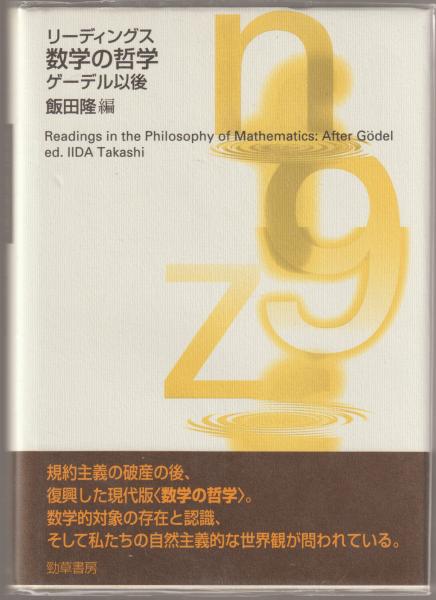 リーディングス
数学の哲学
ゲーデル以後
飯田隆 編
Readings in the Philosophy of Mathematics: After Gödel
ed. IIDA Takashi
n
9
z
規約主義の破産の後、
復興した現代版〈数学の哲学〉。
数学的対象の存在と認識、
そして私たちの自然主義的な世界観が問われている。
勁草書房